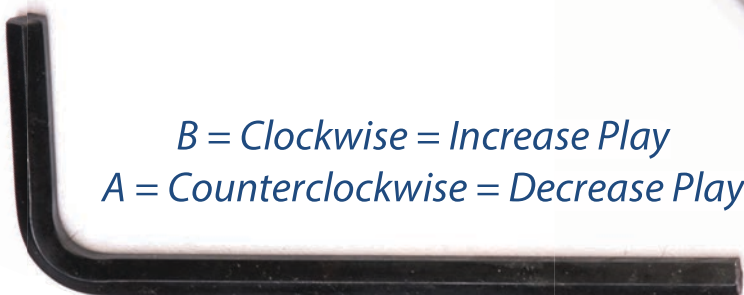 B = Clockwise = Increase Play
A = Counterclockwise = Decrease Play